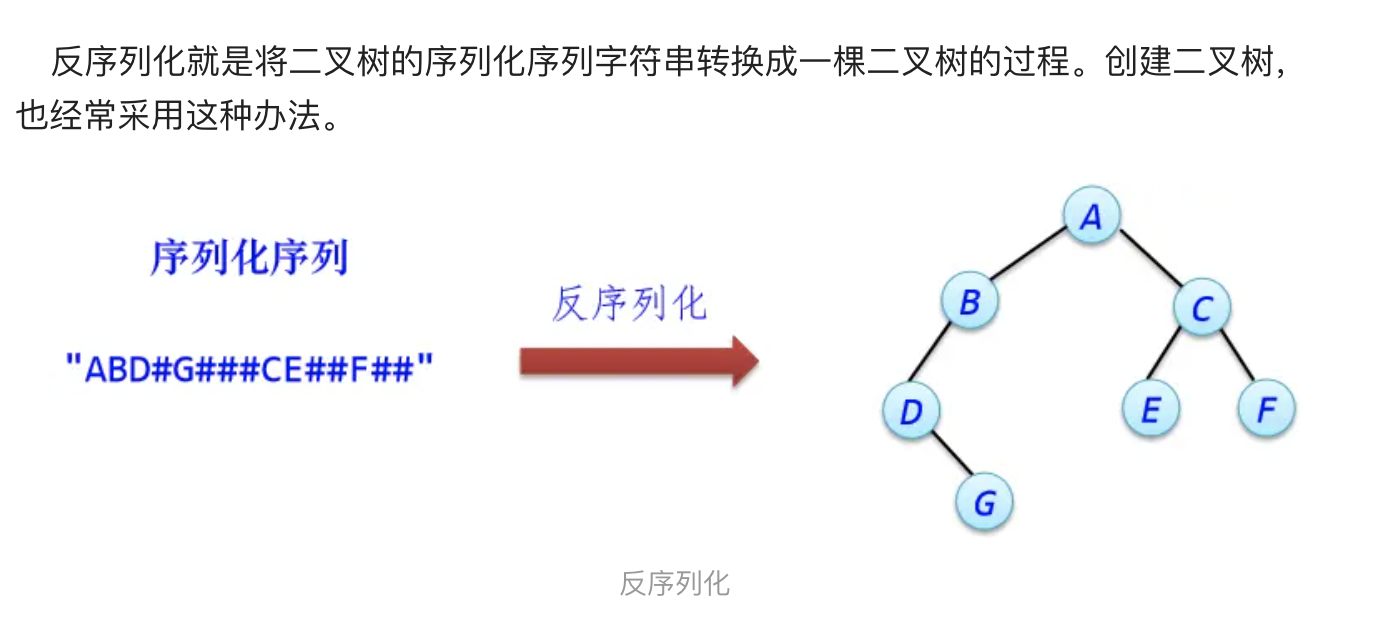 反序列化就是将二叉树的序列化序列字符串转换成一棵二叉树的过程。创建二叉树，
也经常采用这种办法。
序列化序列
"ABD#G###CE##F##"
反序列化
A
B
C
D
E
F
G
反序列化